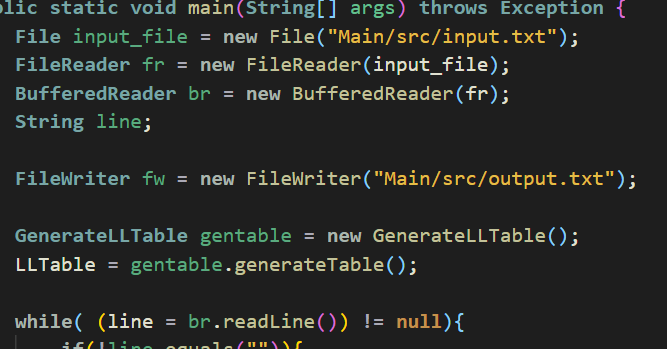 blic static void main(String[] args) throws Exception {
File input_file = new File("Main/src/input.txt");
FileReader fr = new FileReader(input_file);
BufferedReader br = new BufferedReader(fr);
String line;
FileWriter fw = new FileWriter("Main/src/output.txt");
GenerateLLTable gentable = new GenerateLLTable();
LLTable = gentable.generateTable();
while( (line = br.readLine()) != null){
if(!line.equals("")){